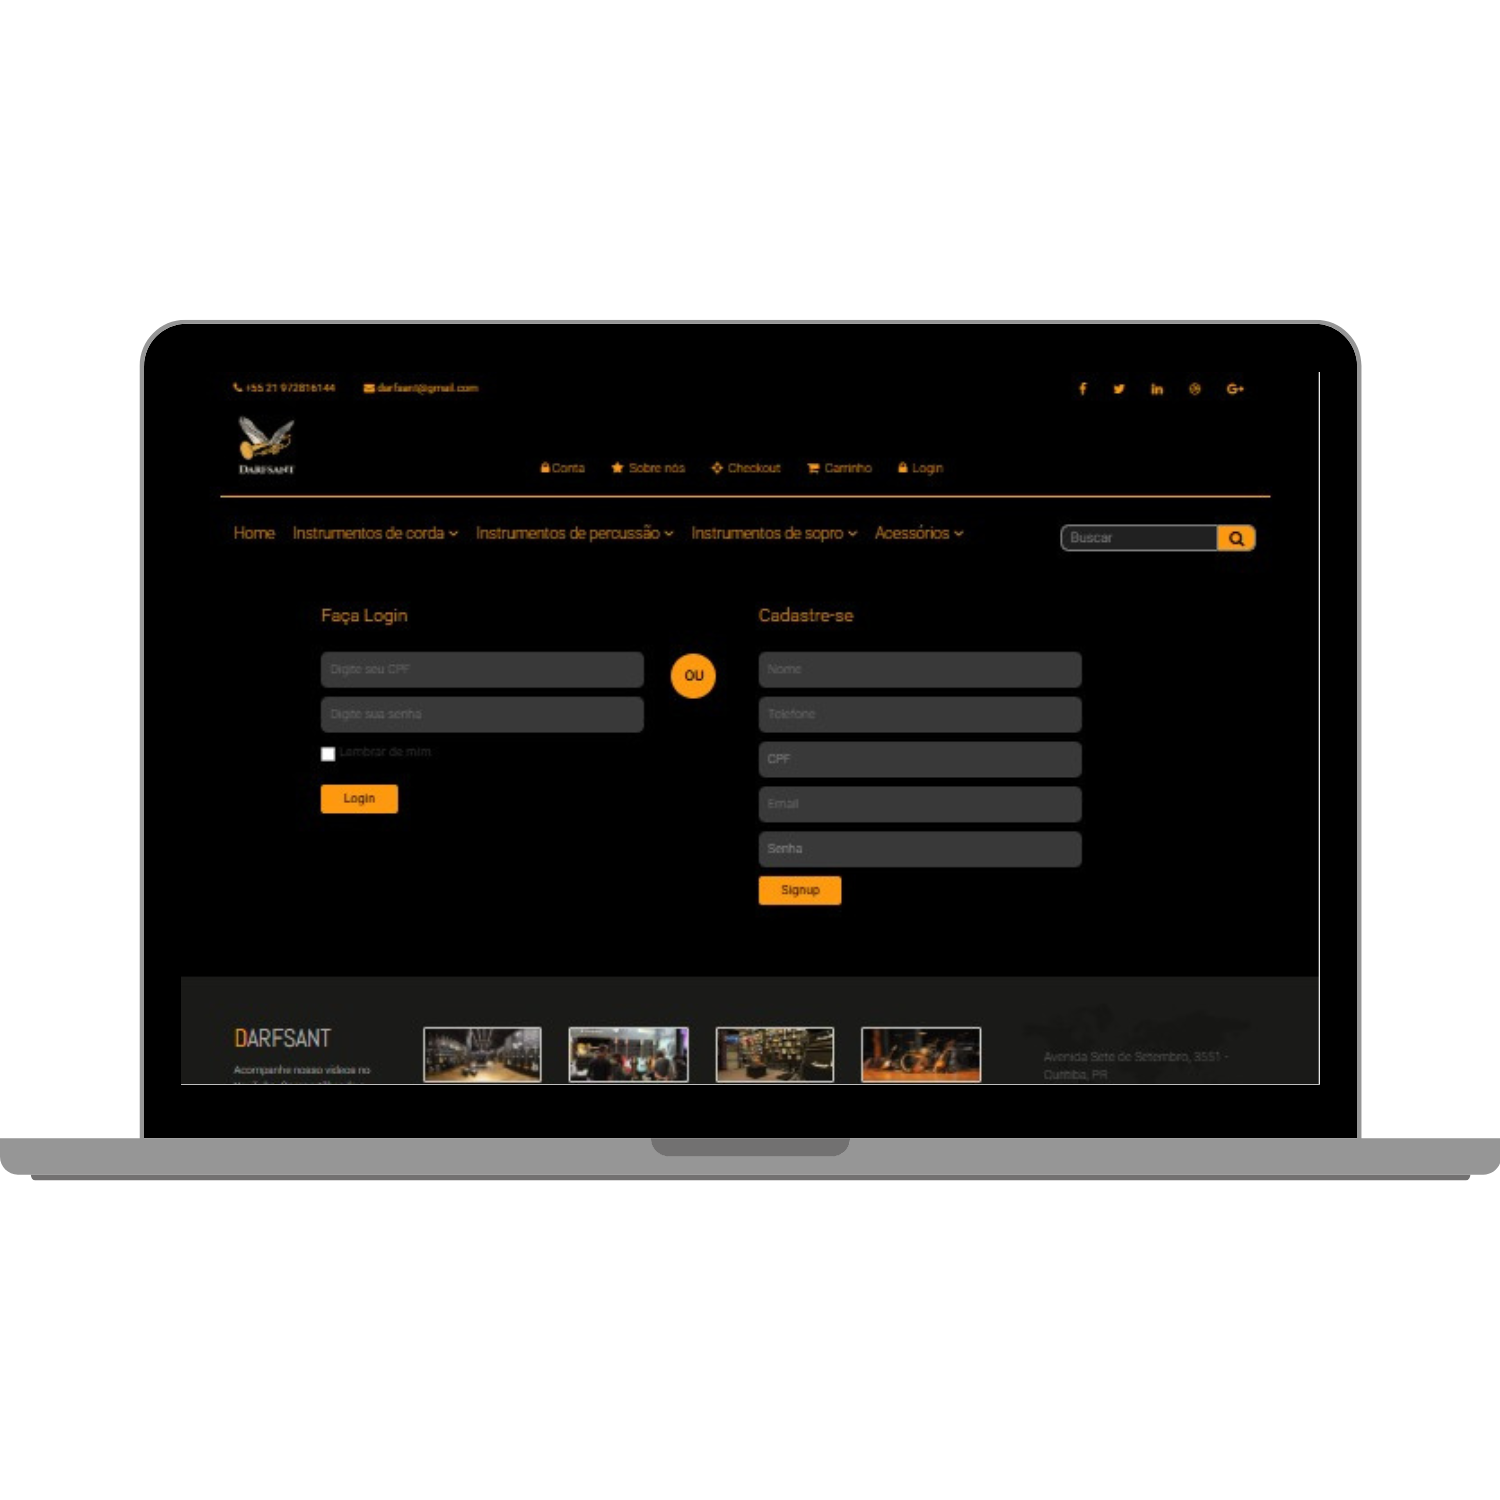 +55 21 972816144 darfsant@gmail.com
DARFSANT
Conta Sobre nós Checkout Carrinho Login
Home Instrumentos de corda Instrumentos de percussão Instrumentos de sopro Acessórios Buscar
Faça Login
Digite seu CPF
Digite sua senha
Lembrar de mim
Login
OU
Cadastre-se
Nome
Telefone
CPF
Email
Senha
Signup
DARFSANT
Acompanhe nosso videos no
Avenida Sete de Setembro, 3551 -
Curitiba, PR